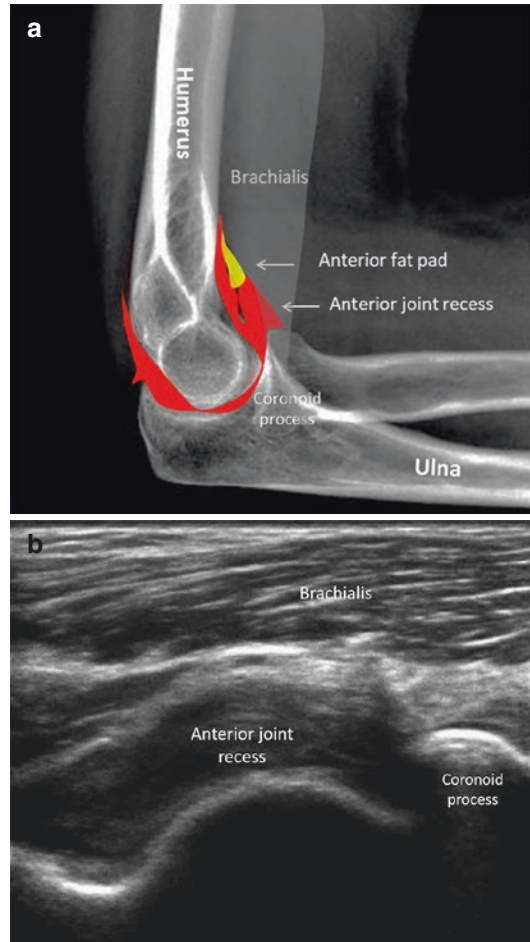 a
Humerus
Brachialis
Anterior fat pad
Anterior joint recess
Coronoid
process
Ulna
b
Brachialis
Anterior joint
recess
Coronoid
process